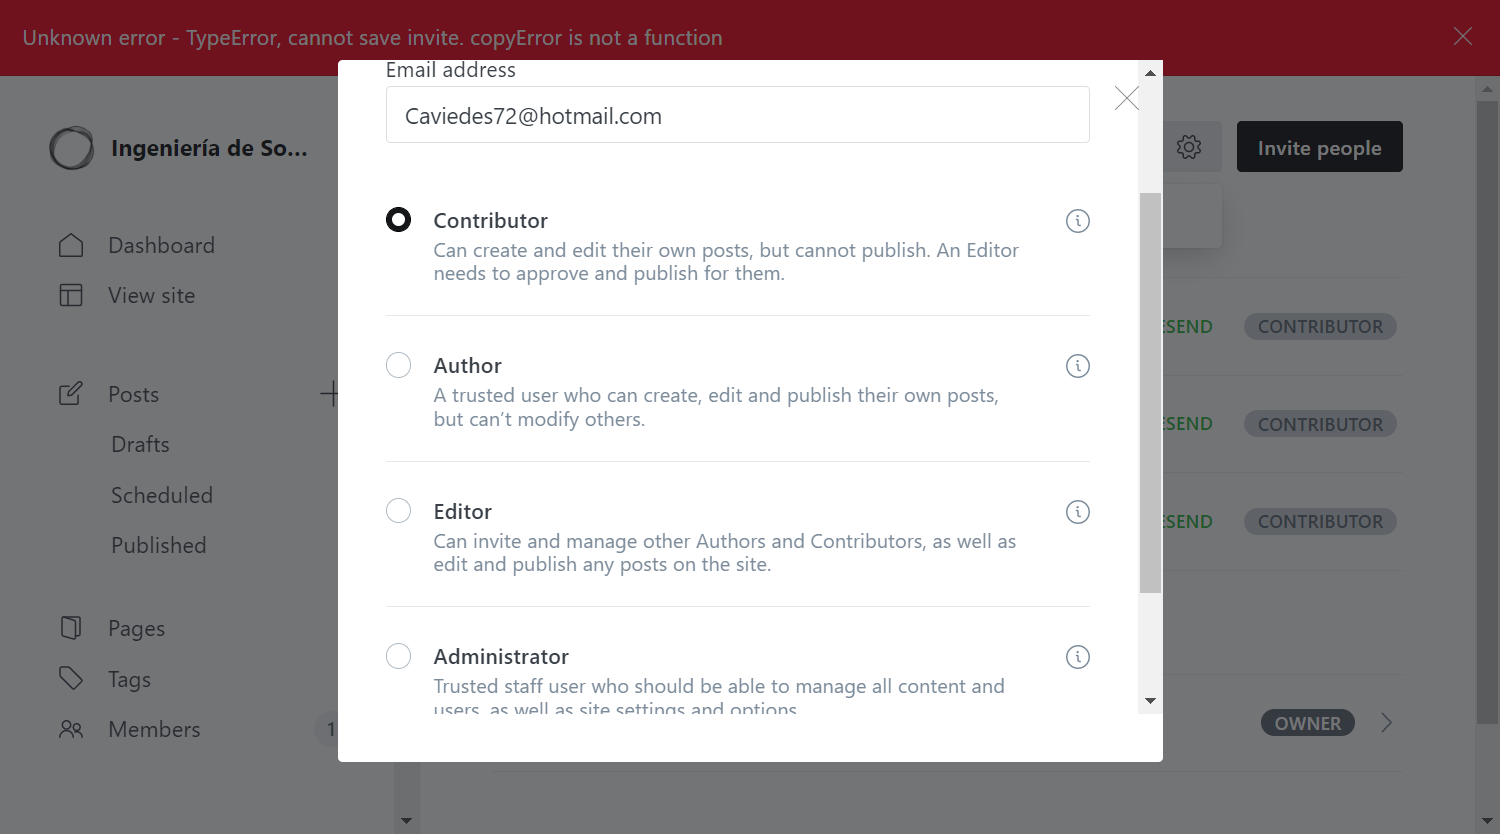 Unknown error - TypeError, cannot save invite. copyError is not a function
Ingeniería de So...
Dashboard
View site
Posts
Drafts
Scheduled
Published
Pages
Tags
Members
1
Email address
Caviedes72@hotmail.com
Contributor
Can create and edit their own posts, but cannot publish. An Editor
needs to approve and publish for them.
Author
A trusted user who can create, edit and publish their own posts,
but can’t modify others.
Editor
Can invite and manage other Authors and Contributors, as well as
edit and publish any posts on the site.
Administrator
Trusted staff user who should be able to manage all content and
users, as well as site settings and options
Invite people
ESEND CONTRIBUTOR
ESEND CONTRIBUTOR
ESEND CONTRIBUTOR
OWNER